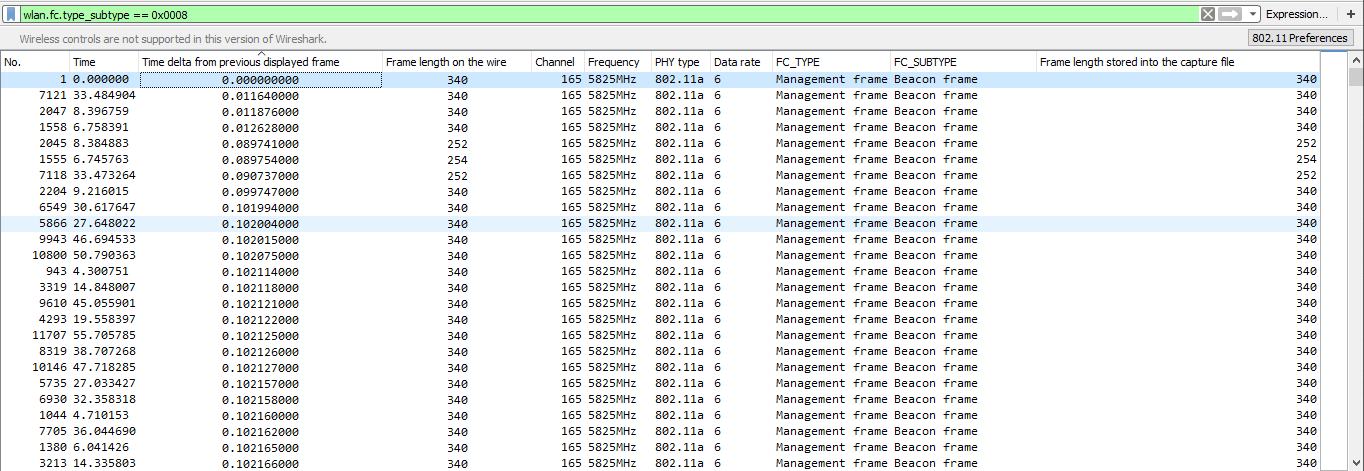 wlan.fc.type_subtype == 0x0008 Expression... +
Wireless controls are not supported in this version of Wireshark. 802.11 Preferences
No. Time Time delta from previous displayed frame Frame length on the wire Channel Frequency PHY type Data rate FC_TYPE FC_SUBTYPE Frame length stored into the capture file
1 0.000000 0.000000000 340 165 5825MHz 802.11a 6 Management frame Beacon frame 340
7121 33.484904 0.011640000 340 165 5825MHz 802.11a 6 Management frame Beacon frame 340
2047 8.396759 0.011876000 340 165 5825MHz 802.11a 6 Management frame Beacon frame 340
1558 6.758391 0.012628000 340 165 5825MHz 802.11a 6 Management frame Beacon frame 340
2045 8.384883 0.089741000 252 165 5825MHz 802.11a 6 Management frame Beacon frame 252
1555 6.745763 0.089754000 254 165 5825MHz 802.11a 6 Management frame Beacon frame 254
7118 33.473264 0.090737000 252 165 5825MHz 802.11a 6 Management frame Beacon frame 252
2204 9.216015 0.099747000 340 165 5825MHz 802.11a 6 Management frame Beacon frame 340
6549 30.617647 0.101994000 340 165 5825MHz 802.11a 6 Management frame Beacon frame 340
5866 27.648022 0.102004000 340 165 5825MHz 802.11a 6 Management frame Beacon frame 340
9943 46.694533 0.102015000 340 165 5825MHz 802.11a 6 Management frame Beacon frame 340
10800 50.790363 0.102075000 340 165 5825MHz 802.11a 6 Management frame Beacon frame 340
943 4.300751 0.102114000 340 165 5825MHz 802.11a 6 Management frame Beacon frame 340
3319 14.848007 0.102118000 340 165 5825MHz 802.11a 6 Management frame Beacon frame 340
9610 45.055901 0.102121000 340 165 5825MHz 802.11a 6 Management frame Beacon frame 340
4293 19.558397 0.102122000 340 165 5825MHz 802.11a 6 Management frame Beacon frame 340
11707 55.705785 0.102125000 340 165 5825MHz 802.11a 6 Management frame Beacon frame 340
8319 38.707268 0.102126000 340 165 5825MHz 802.11a 6 Management frame Beacon frame 340
10146 47.718285 0.102127000 340 165 5825MHz 802.11a 6 Management frame Beacon frame 340
5735 27.033427 0.102157000 340 165 5825MHz 802.11a 6 Management frame Beacon frame 340
6930 32.358318 0.102158000 340 165 5825MHz 802.11a 6 Management frame Beacon frame 340
1044 4.710153 0.102160000 340 165 5825MHz 802.11a 6 Management frame Beacon frame 340
7705 36.044690 0.102162000 340 165 5825MHz 802.11a 6 Management frame Beacon frame 340
1380 6.041426 0.102165000 340 165 5825MHz 802.11a 6 Management frame Beacon frame 340
3213 14.335803 0.102166000 340 165 5825MHz 802.11a 6 Management frame Beacon frame 340